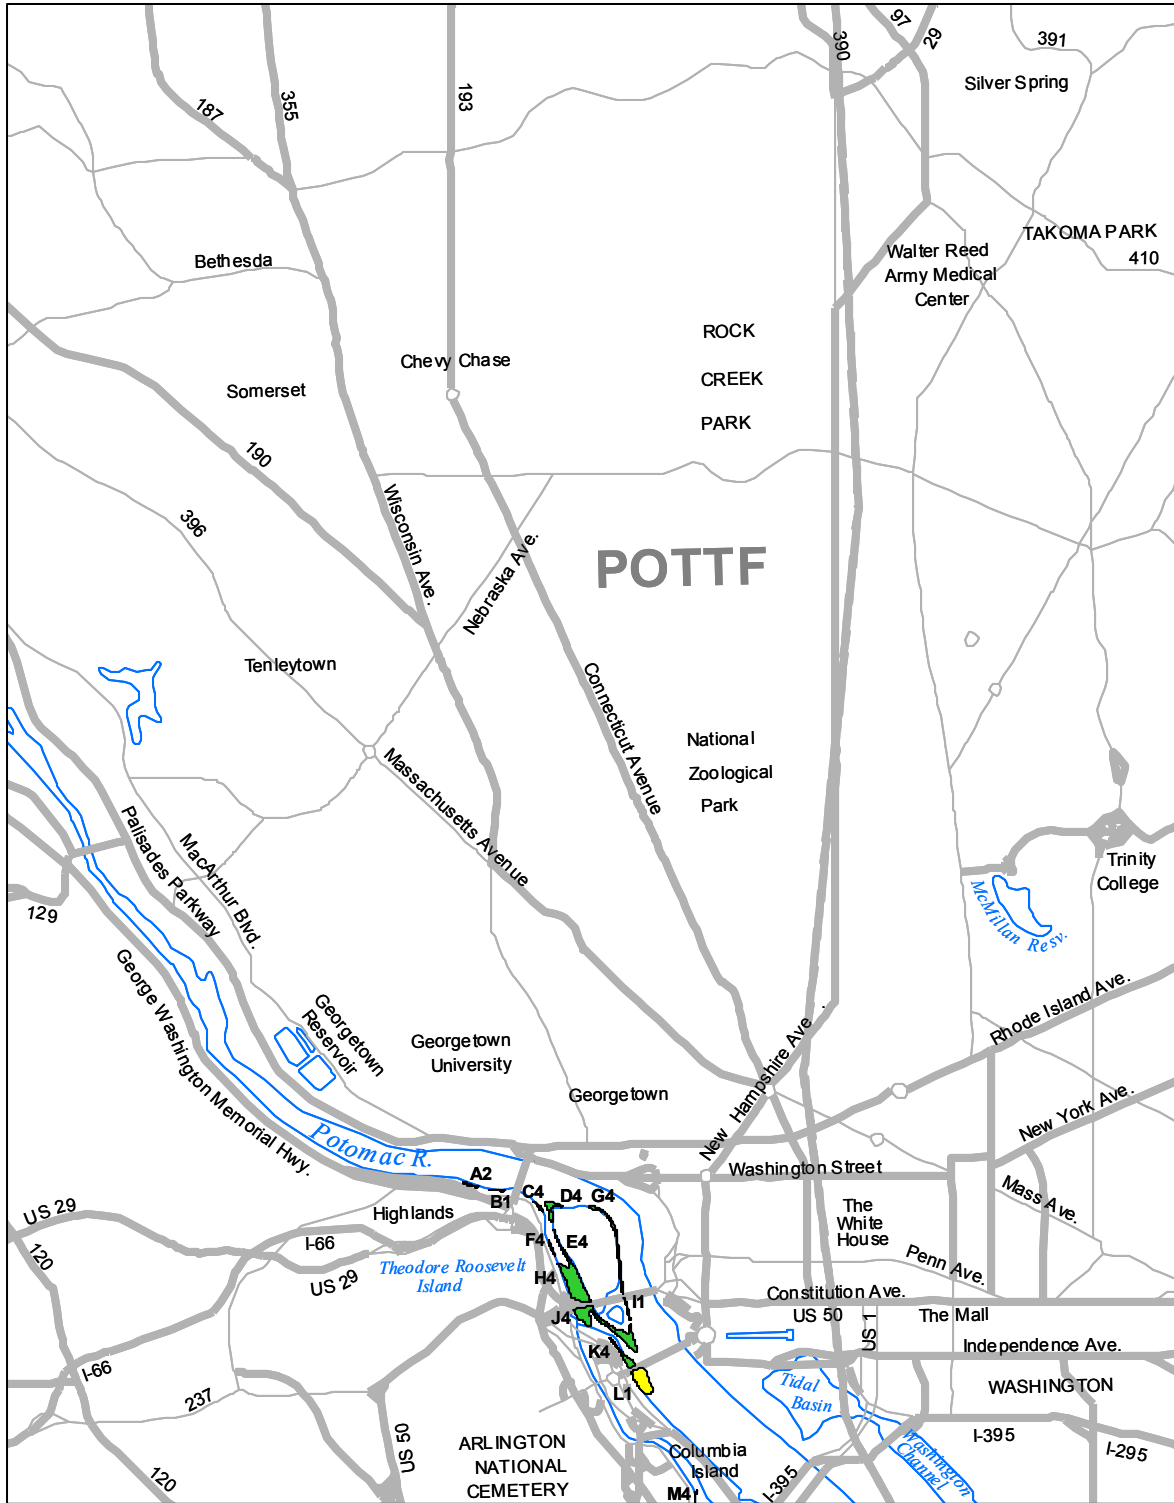 97
29
390
391
Silver Spring
187
355
193
TAKOMA PARK
410
Walter Reed
Army Medical
Center
Bethesda
ROCK
CREEK
PARK
Chevy Chase
Somerset
190
396
Wisconsin Ave.
Nebraska Ave.
POTTF
Tenleytown
Connecticut Avenue
National
Zoological
Park
Massachusetts Avenue
Palisades Parkway
MacArthur Blvd.
Trinity
College
McMillan Resv.
129
George Washington Memorial Hwy.
Georgetown
Reservoir
Georgetown
University
Georgetown
New Hampshire Ave .
Rhode Island Ave.
New York Ave.
Potomac R.
Washington Street
Mass Ave.
A2
B1
C4
D4
G4
Highlands
US 29
I-66
US 29
120
F4
E4
The
White
House
Penn Ave.
Theodore Roosevelt
Island
H4
I1
Constitution Ave.
US 50
The Mall
US 1
J4
K4
Independence Ave.
I-66
237
L1
Tidal
Basin
WASHINGTON
US 50
I-395
I-295
Washington
Channel
ARLINGTON
NATIONAL
CEMETERY
Columbia
Island
120
I-395
M4